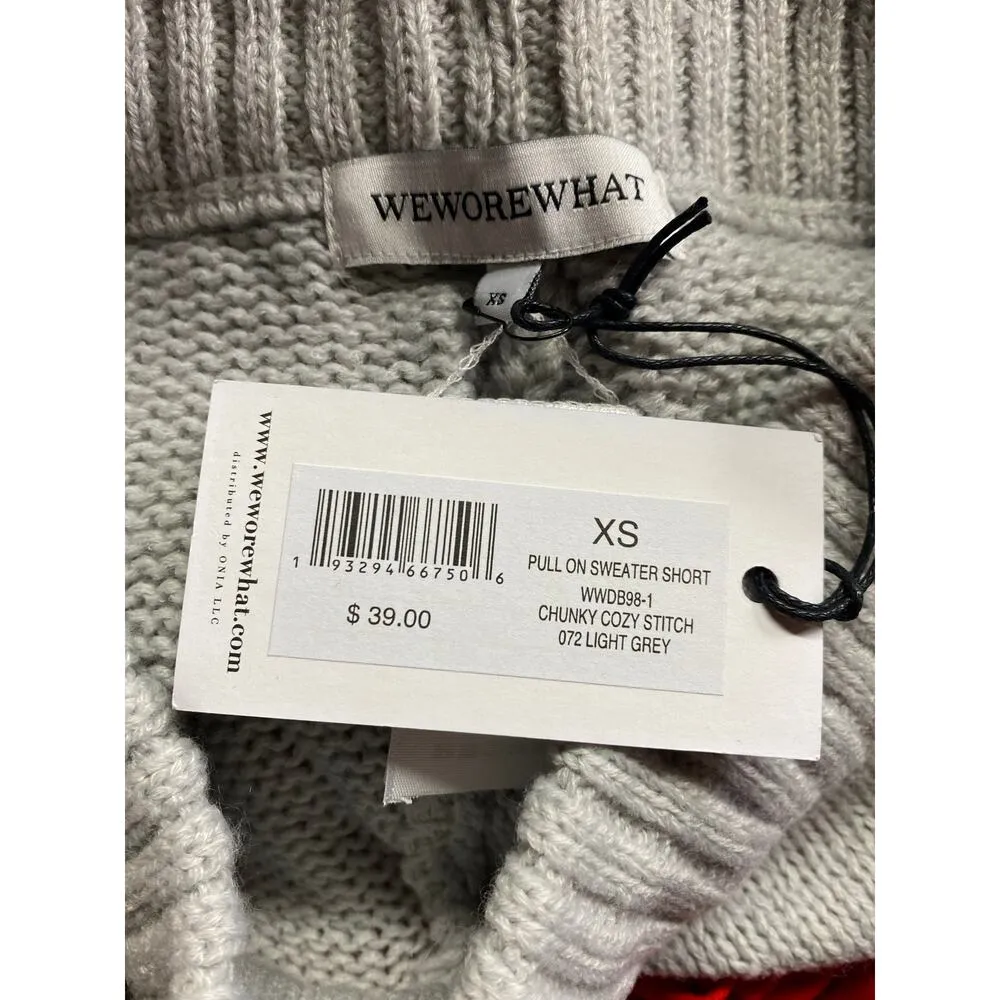 WEWOREWHAT
XS
www.weworewhat.com
distributed by ONIA LLC
1 93294 66750 6
$ 39.00
XS
PULL ON SWEATER SHORT
WWDB98-1
CHUNKY COZY STITCH
072 LIGHT GREY